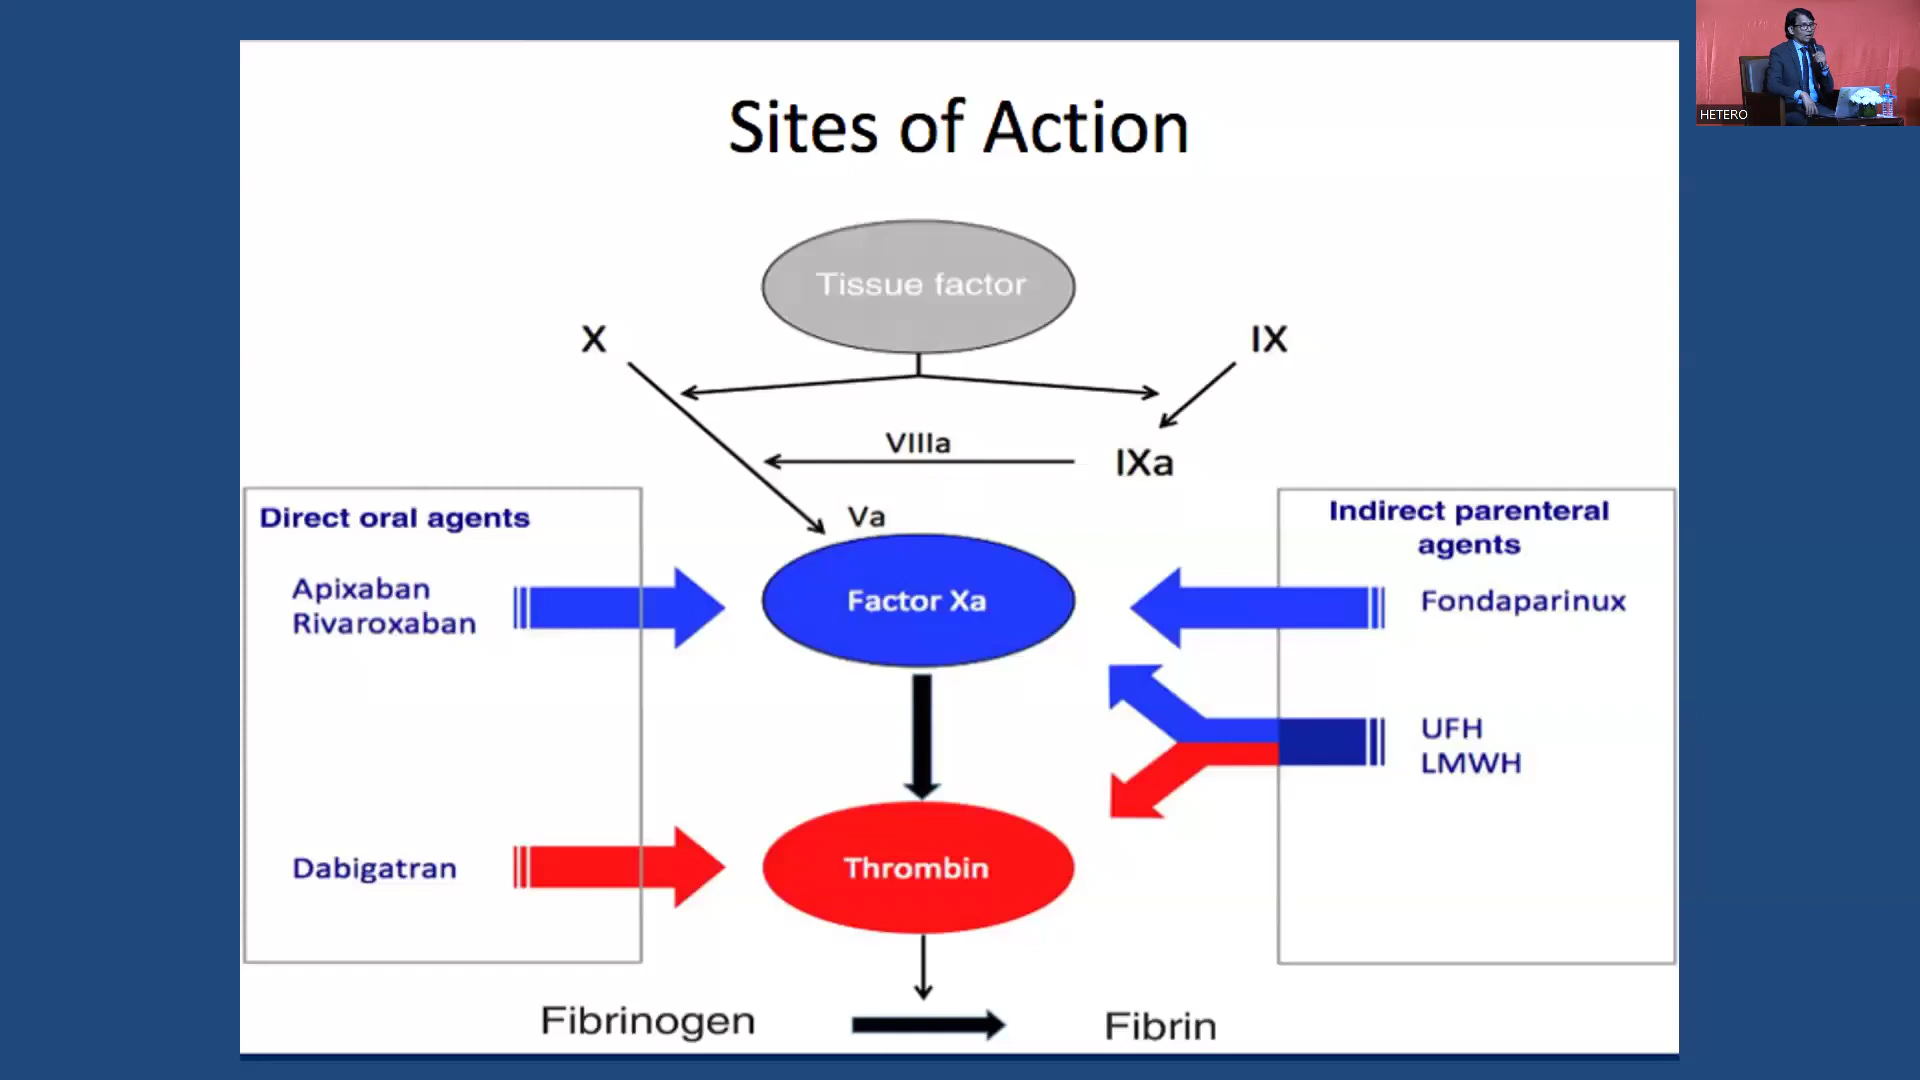 HETERO
Sites of Action
Tissue factor
X
IX
VIIIa
IXa
Va
Direct oral agents
Apixaban
Rivaroxaban
Dabigatran
Factor Xa
Thrombin
Indirect parenteral
agents
Fondaparinux
UFH
LMWH
Fibrinogen
Fibrin